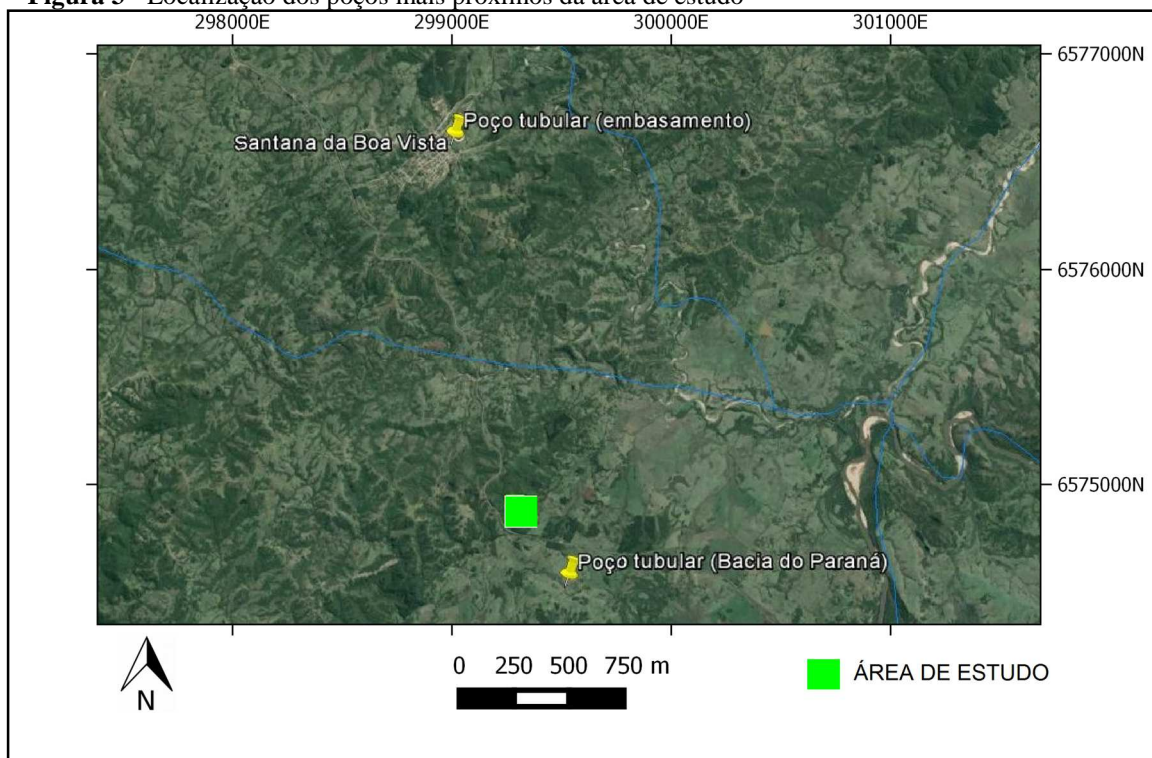 Figura 3 - Localização dos poços mais próximos da área de estudo
298000E 299000E 300000E 301000E
6577000N
Poço tubular (embasamento)
Santana da Boa Vista
6576000N
6575000N
Poço tubular (Bacia do Paraná)
0 250 500 750 m
N
ÁREA DE ESTUDO